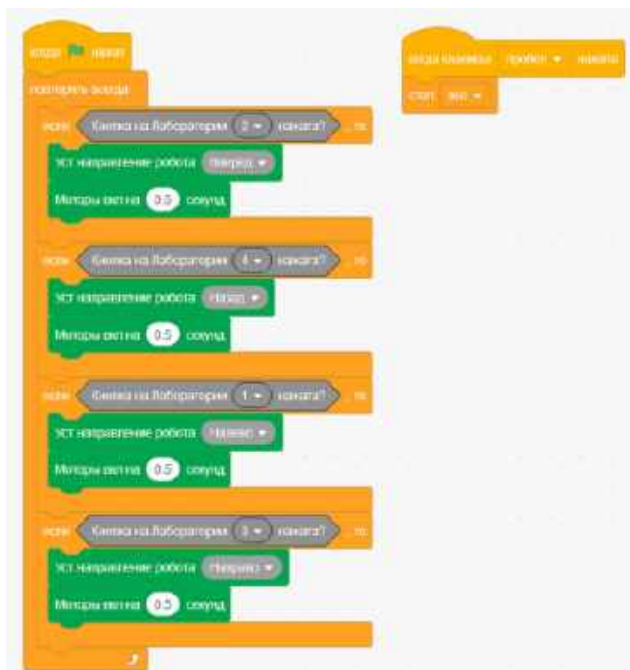 когда нажат
повторять всегда
если Кнопка на Лаборатории 2 нажата? то
Уст направление робота Вперед
Моторы вкл на 0.5 секунд
если Кнопка на Лаборатории 4 нажата? то
Уст направление робота Назад
Моторы вкл на 0.5 секунд
если Кнопка на Лаборатории 1 нажата? то
Уст направление робота Налево
Моторы вкл на 0.5 секунд
если Кнопка на Лаборатории 3 нажата? то
Уст направление робота Направо
Моторы вкл на 0.5 секунд
когда клавиша пробел нажата
стоп все